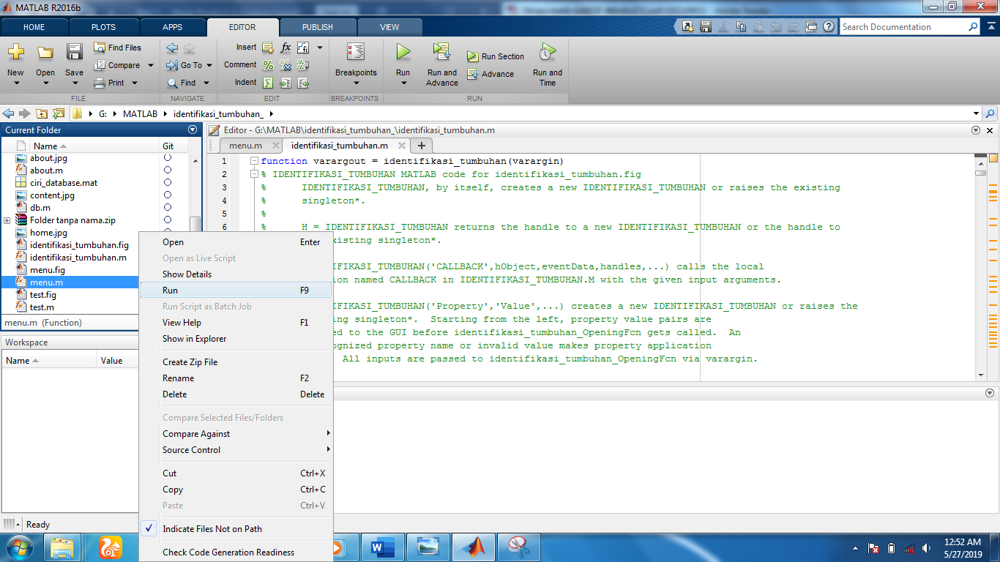 MATLAB R2016b
HOME PLOTS APPS EDITOR PUBLISH VIEW
Search Documentation
New Open Save
Find Files
Compare
Print
FILE
Go To
Find
NAVIGATE
Insert
Comment
Indent
EDIT
Breakpoints
BREAKPOINTS
Run
Run and Advance
Run Section
Advance
Run and Time
RUN
G: MATLAB identifikasi_tumbuhan_
Current Folder
Name Git
about.jpg
about.m
ciri_database.mat
content.jpg
db.m
Folder tanpa nama.zip
home.jpg
identifikasi_tumbuhan.fig
identifikasi_tumbuhan.m
menu.fig
menu.m
test.fig
test.m
menu.m (Function)
Workspace
Name Value
Editor - G:\MATLAB\identifikasi_tumbuhan_\identifikasi_tumbuhan.m
menu.m identifikasi_tumbuhan.m
1 function varargout = identifikasi_tumbuhan(varargin)
2 % IDENTIFIKASI_TUMBUHAN MATLAB code for identifikasi_tumbuhan.fig
3 % IDENTIFIKASI_TUMBUHAN, by itself, creates a new IDENTIFIKASI_TUMBUHAN or raises the existing
4 % singleton*.
5 %
6 % H = IDENTIFIKASI_TUMBUHAN returns the handle to a new IDENTIFIKASI_TUMBUHAN or the handle to
existing singleton*.
IFIKASI_TUMBUHAN('CALLBACK',hObject,eventData,handles,...) calls the local
ion named CALLBACK in IDENTIFIKASI_TUMBUHAN.M with the given input arguments.
IFIKASI_TUMBUHAN('Property','Value',...) creates a new IDENTIFIKASI_TUMBUHAN or raises the
ing singleton*. Starting from the left, property value pairs are
ed to the GUI before identifikasi_tumbuhan_OpeningFcn gets called. An
ognized property name or invalid value makes property application
All inputs are passed to identifikasi_tumbuhan_OpeningFcn via varargin.
Open Enter
Open as Live Script
Show Details
Run F9
Run Script as Batch Job
View Help F1
Show in Explorer
Create Zip File
Rename F2
Delete Delete
Compare Selected Files/Folders
Compare Against
Source Control
Cut Ctrl+X
Copy Ctrl+C
Paste Ctrl+V
Indicate Files Not on Path
Check Code Generation Readiness
Ready
12:52 AM
5/27/2019